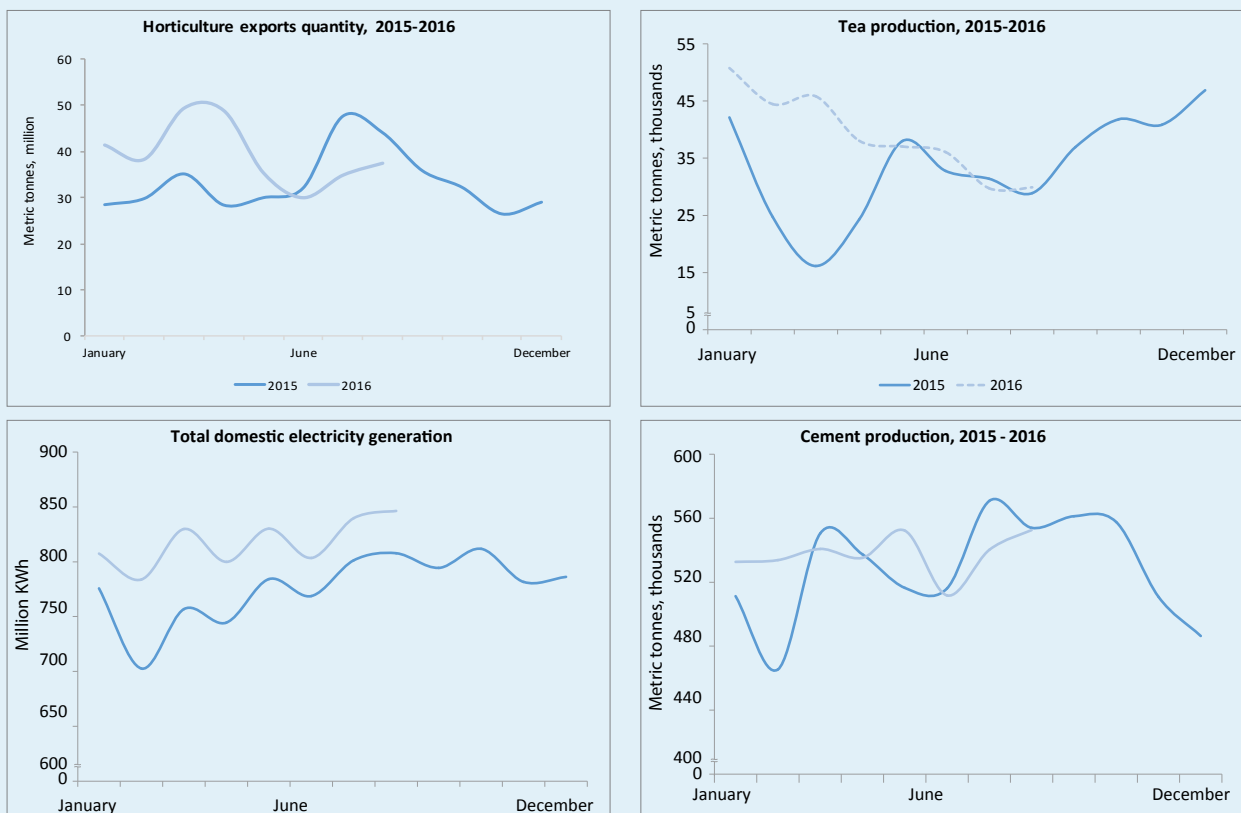 Horticulture exports quantity, 2015-2016
Metric tonnes, million
60
50
40
30
20
10
0
January June December
2015 2016
Tea production, 2015-2016
Metric tonnes, thousands
55
45
35
25
15
5
0
January June December
2015 2016
Total domestic electricity generation
Million KWh
900
850
800
750
700
650
600
0
January June December
Cement production, 2015 - 2016
Metric tonnes, thousands
600
560
520
480
440
400
0
January June December